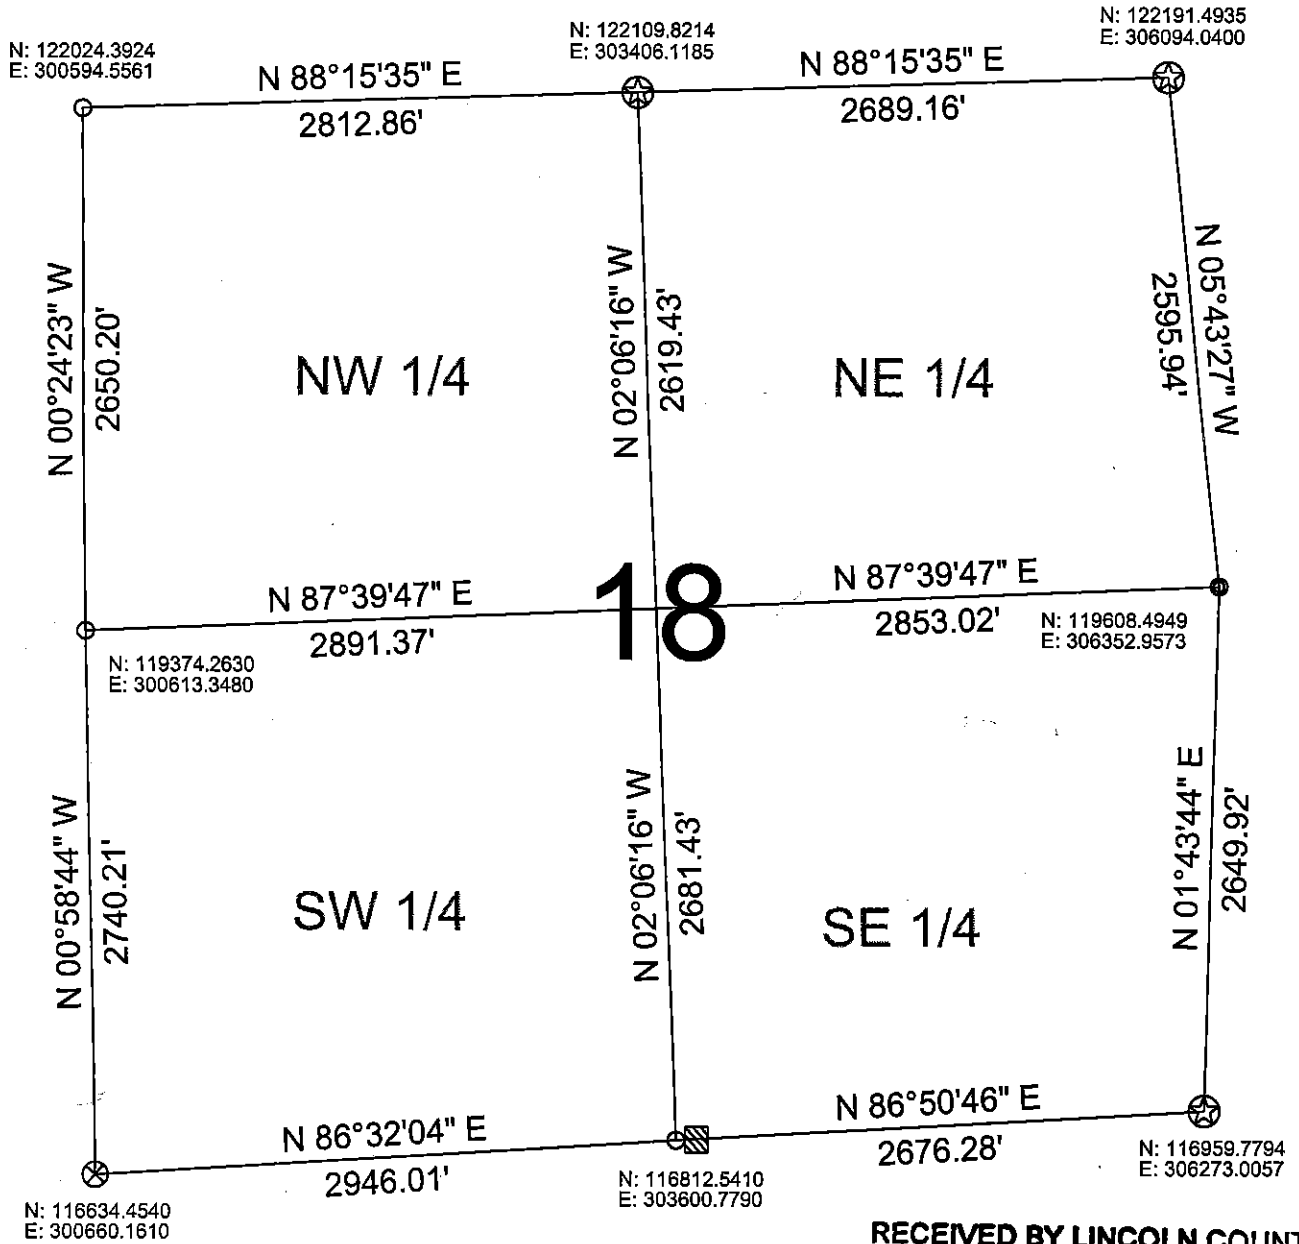 N: 122024.3924
E: 300594.5561
N: 122109.8214
E: 303406.1185
N: 122191.4935
E: 306094.0400
N 88°15'35" E
2812.86'
N 88°15'35" E
2689.16'
N 00°24'23" W
2650.20'
NW 1/4
N 02°06'16" W
2619.43'
NE 1/4
N 05°43'27" W
2595.94'
18
N 87°39'47" E
2891.37'
N 87°39'47" E
2853.02'
N: 119374.2630
E: 300613.3480
N: 119608.4949
E: 306352.9573
N 00°58'44" W
2740.21'
SW 1/4
N 02°06'16" W
2681.43'
SE 1/4
N 01°43'44" E
2649.92'
N 86°32'04" E
2946.01'
N 86°50'46" E
2676.28'
N: 116634.4540
E: 300660.1610
N: 116812.5410
E: 303600.7790
N: 116959.7794
E: 306273.0057
RECEIVED BY LINCOLN COUNT